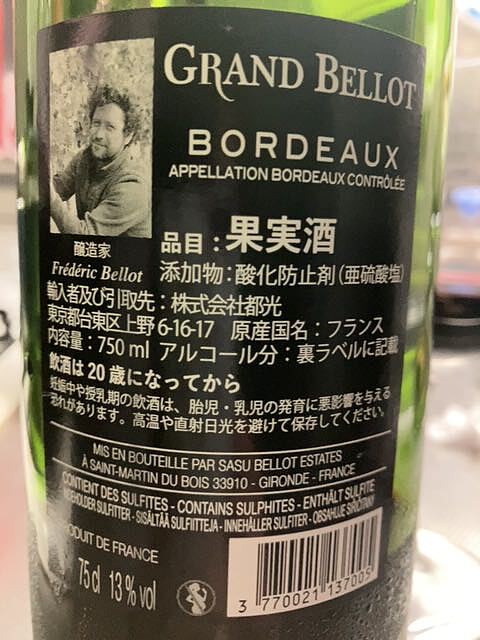 GRAND BELLOT
BORDEAUX
APPELLATION BORDEAUX CONTRÔLÉE
醸造家
Frédéric Bellot
品目:果実酒
添加物:酸化防止剤(亜硫酸塩)
輸入者及び引取先:株式会社都光
東京都台東区上野6-16-17 原産国名:フランス
内容量:750 ml アルコール分:裏ラベルに記載
飲酒は20歳になってから
妊娠中や授乳期の飲酒は、胎児・乳児の発育に悪影響を与える
恐れがあります。高温や直射日光を避けて保存してください。
MIS EN BOUTEILLE PAR SASU BELLOT ESTATES
À SAINT-MARTIN DU BOIS 33910 - GIRONDE - FRANCE
CONTIENT DES SULFITES - CONTAINS SULPHITES - ENTHÄLT SULFITE
INDEHOLDER SULFITTER - SISÄLTÄÄ SULFIITTEJA - INNEHÅLLER SULFITER - OBSAHUJE SIRIČITANY
PRODUIT DE FRANCE
75 cl 13 % vol
3 770021 137005